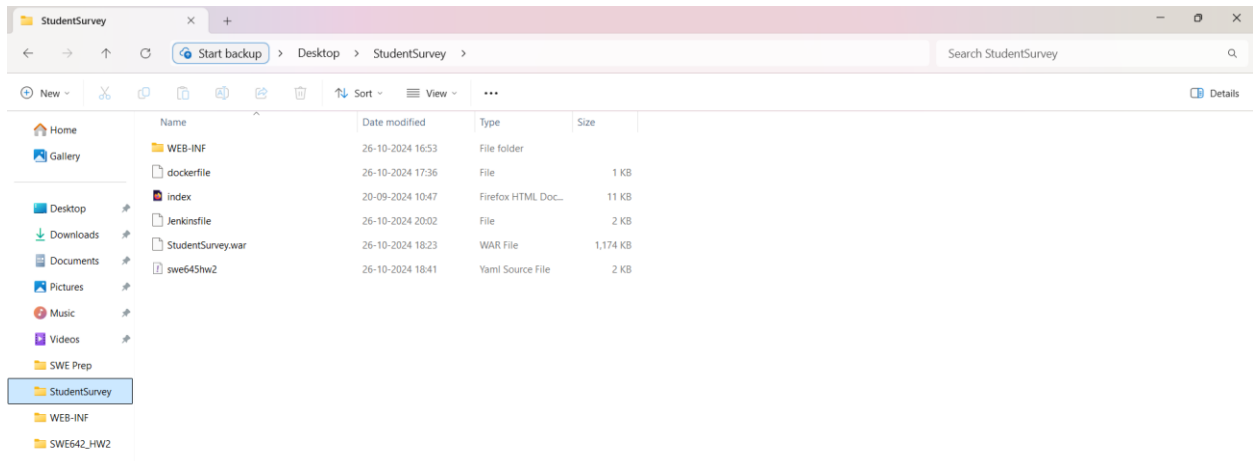 StudentSurvey
Start backup > Desktop > StudentSurvey >
Search StudentSurvey
New
Sort
View
Details
Home
Gallery
Desktop
Downloads
Documents
Pictures
Music
Videos
SWE Prep
StudentSurvey
WEB-INF
SWE642_HW2
Name Date modified Type Size
WEB-INF 26-10-2024 16:53 File folder
dockerfile 26-10-2024 17:36 File 1 KB
index 20-09-2024 10:47 Firefox HTML Doc... 11 KB
Jenkinsfile 26-10-2024 20:02 File 2 KB
StudentSurvey.war 26-10-2024 18:23 WAR File 1,174 KB
swe645hw2 26-10-2024 18:41 Yaml Source File 2 KB